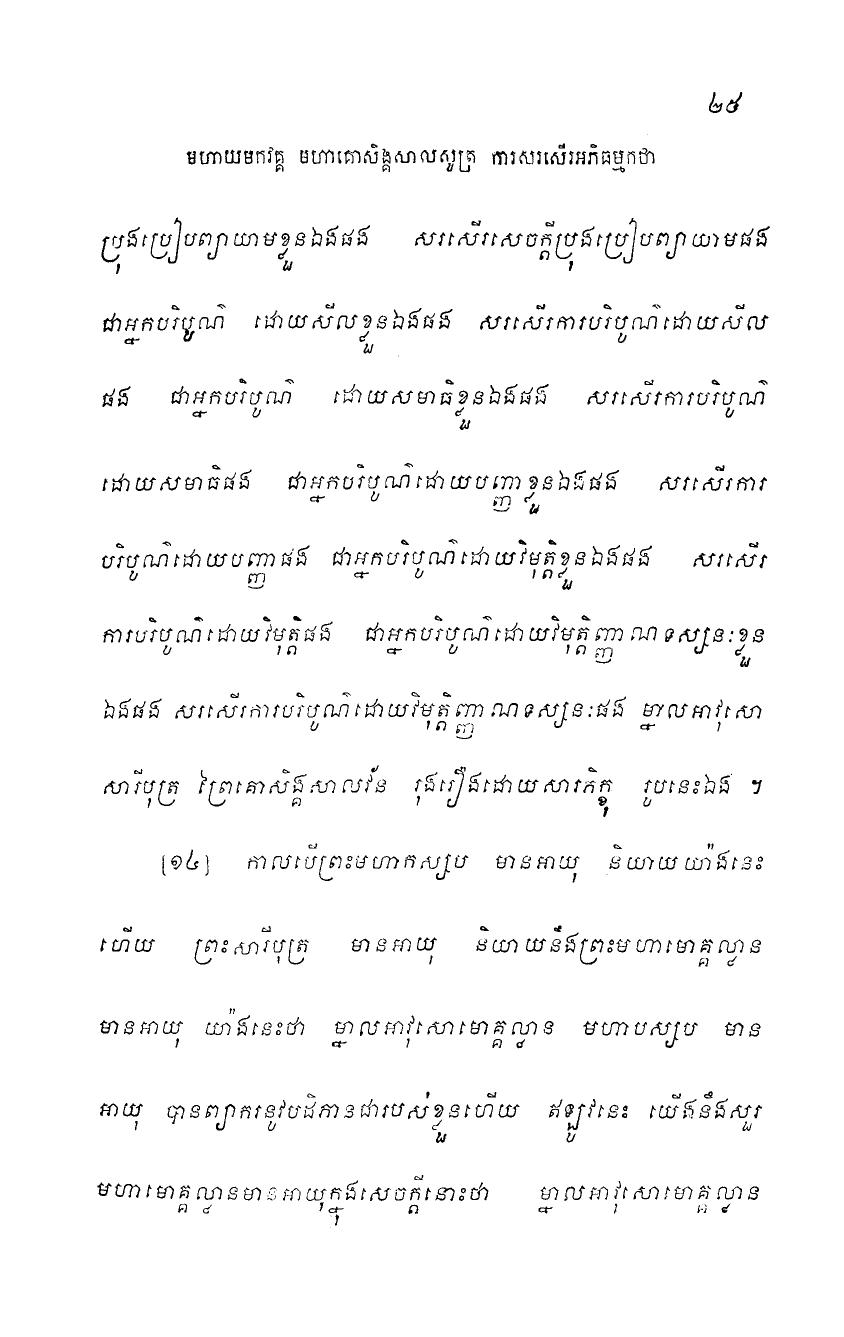 ២៥
មហាយមកវគ្គ មហាគោសិង្គសាលសូត្រ ការសរសើរអភិធម្មកថា
ប្រុងប្រៀបព្យាយាមខ្លួនឯងផង សរសើរសេចក្តីប្រុងប្រៀបព្យាយាមផង
ជាអ្នកបរិបូណ៌ ដោយសីលខ្លួនឯងផង សរសើរការបរិបូណ៌ដោយសីល
ផង ជាអ្នកបរិបូណ៌ ដោយសមាធិខ្លួនឯងផង សរសើរការបរិបូណ៌
ដោយសមាធិផង ជាអ្នកបរិបូណ៌ដោយបញ្ញាខ្លួនឯងផង សរសើរការ
បរិបូណ៌ដោយបញ្ញាផង ជាអ្នកបរិបូណ៌ដោយវិមុត្តិខ្លួនឯងផង សរសើរ
ការបរិបូណ៌ដោយវិមុត្តិផង ជាអ្នកបរិបូណ៌ដោយវិមុត្តិញ្ញាណទស្សនៈខ្លួន
ឯងផង សរសើរការបរិបូណ៌ដោយវិមុត្តិញ្ញាណទស្សនៈផង ម្នាលអាវុសោ
សារីបុត្រ ព្រៃគោសិង្គសាលវ័ន រុងរឿងដោយសារភិក្ខុ រូបនេះឯង ។
[១៤] កាលបើព្រះមហាកស្សប មានអាយុ និយាយយ៉ាងនេះ
ហើយ ព្រះសារីបុត្រ មានអាយុ និយាយនឹងព្រះមហាមោគ្គល្លាន
មានអាយុ យ៉ាងនេះថា ម្នាលអាវុសោមោគ្គល្លាន មហាបស្សប មាន
អាយុ បានព្យាករនូវបដិភានជារបស់ខ្លួនហើយ ឥឡូវនេះ យើងនឹងសួរ
មហាមោគ្គល្លានមានអាយុក្នុងសេចក្តីនោះថា ម្នាលអាវុសោមោគ្គល្លាន